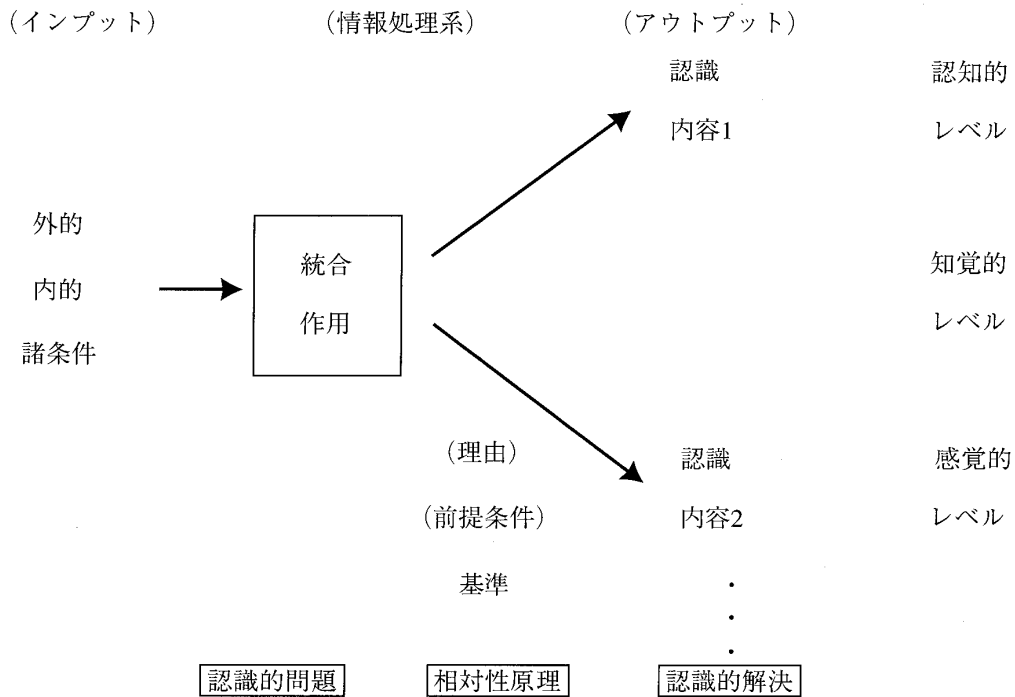 （インプット）
（情報処理系）
（アウトプット）
認識
内容1
認知的
レベル
外的
内的
諸条件
統合
作用
知覚的
レベル
（理由）
（前提条件）
基準
認識
内容2
・
・
・
感覚的
レベル
認識的問題
相対性原理
認識的解決